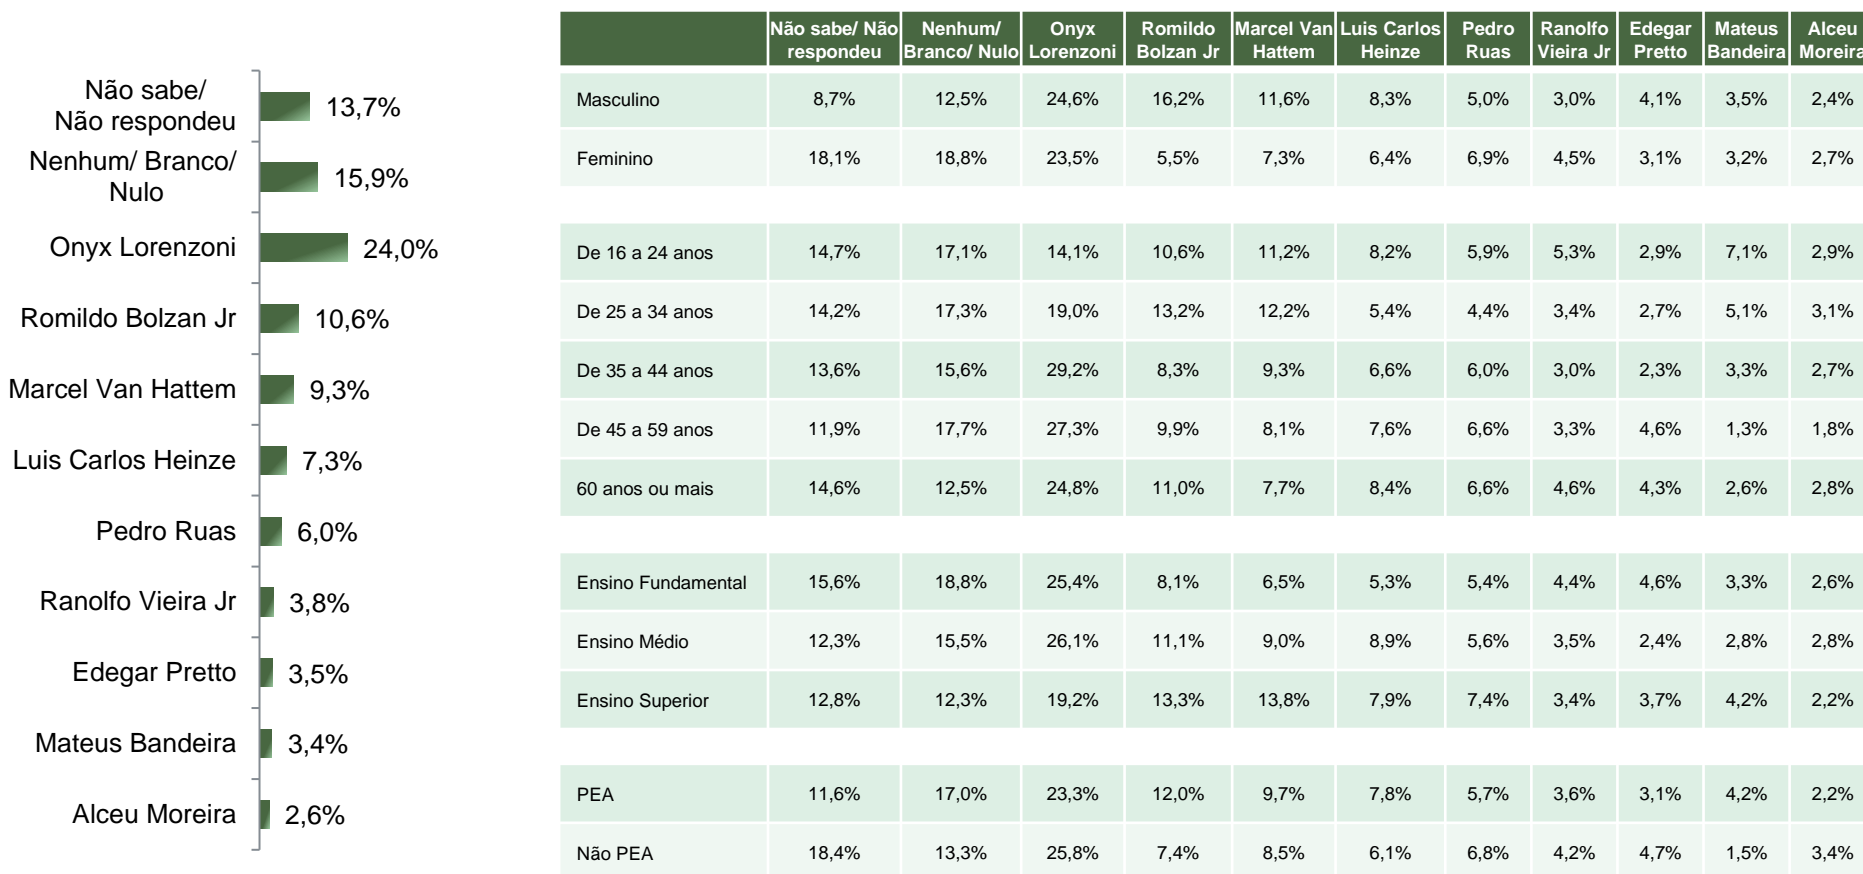 Não sabe/
Não respondeu
13,7%
Nenhum/ Branco/
Nulo
15,9%
Onyx Lorenzoni
24,0%
Romildo Bolzan Jr
10,6%
Marcel Van Hattem
9,3%
Luis Carlos Heinze
7,3%
Pedro Ruas
6,0%
Ranolfo Vieira Jr
3,8%
Edegar Pretto
3,5%
Mateus Bandeira
3,4%
Alceu Moreira
2,6%
Não sabe/ Não respondeu Nenhum/ Branco/ Nulo Onyx Lorenzoni Romildo Bolzan Jr Marcel Van Hattem Luis Carlos Heinze Pedro Ruas Ranolfo Vieira Jr Edegar Pretto Mateus Bandeira Alceu Moreira
Masculino 8,7% 12,5% 24,6% 16,2% 11,6% 8,3% 5,0% 3,0% 4,1% 3,5% 2,4%
Feminino 18,1% 18,8% 23,5% 5,5% 7,3% 6,4% 6,9% 4,5% 3,1% 3,2% 2,7%
De 16 a 24 anos 14,7% 17,1% 14,1% 10,6% 11,2% 8,2% 5,9% 5,3% 2,9% 7,1% 2,9%
De 25 a 34 anos 14,2% 17,3% 19,0% 13,2% 12,2% 5,4% 4,4% 3,4% 2,7% 5,1% 3,1%
De 35 a 44 anos 13,6% 15,6% 29,2% 8,3% 9,3% 6,6% 6,0% 3,0% 2,3% 3,3% 2,7%
De 45 a 59 anos 11,9% 17,7% 27,3% 9,9% 8,1% 7,6% 6,6% 3,3% 4,6% 1,3% 1,8%
60 anos ou mais 14,6% 12,5% 24,8% 11,0% 7,7% 8,4% 6,6% 4,6% 4,3% 2,6% 2,8%
Ensino Fundamental 15,6% 18,8% 25,4% 8,1% 6,5% 5,3% 5,4% 4,4% 4,6% 3,3% 2,6%
Ensino Médio 12,3% 15,5% 26,1% 11,1% 9,0% 8,9% 5,6% 3,5% 2,4% 2,8% 2,8%
Ensino Superior 12,8% 12,3% 19,2% 13,3% 13,8% 7,9% 7,4% 3,4% 3,7% 4,2% 2,2%
PEA 11,6% 17,0% 23,3% 12,0% 9,7% 7,8% 5,7% 3,6% 3,1% 4,2% 2,2%
Não PEA 18,4% 13,3% 25,8% 7,4% 8,5% 6,1% 6,8% 4,2% 4,7% 1,5% 3,4%